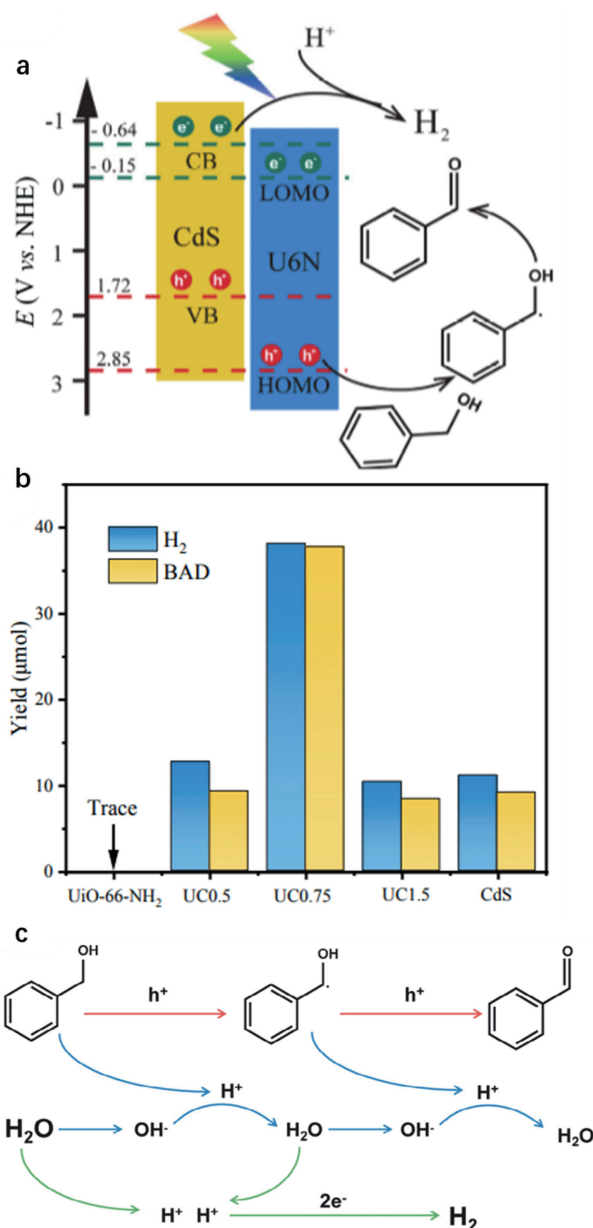 a
H⁺
H₂
E (V vs. NHE)
-1
0
1
2
3
- 0.64
- 0.15
1.72
2.85
e⁻ e⁻
CB
CdS
h⁺ h⁺
VB
e⁻ e⁻
LOMO
U6N
h⁺ h⁺
HOMO
O
OH
OH
b
Yield (μmol)
40
30
20
10
0
H₂
BAD
Trace
UiO-66-NH₂ UC0.5 UC0.75 UC1.5 CdS
c
OH OH O
h⁺ h⁺
H⁺ H⁺
H₂O OH⁻ H₂O OH⁻ H₂O
H⁺ H⁺ 2e⁻ H₂